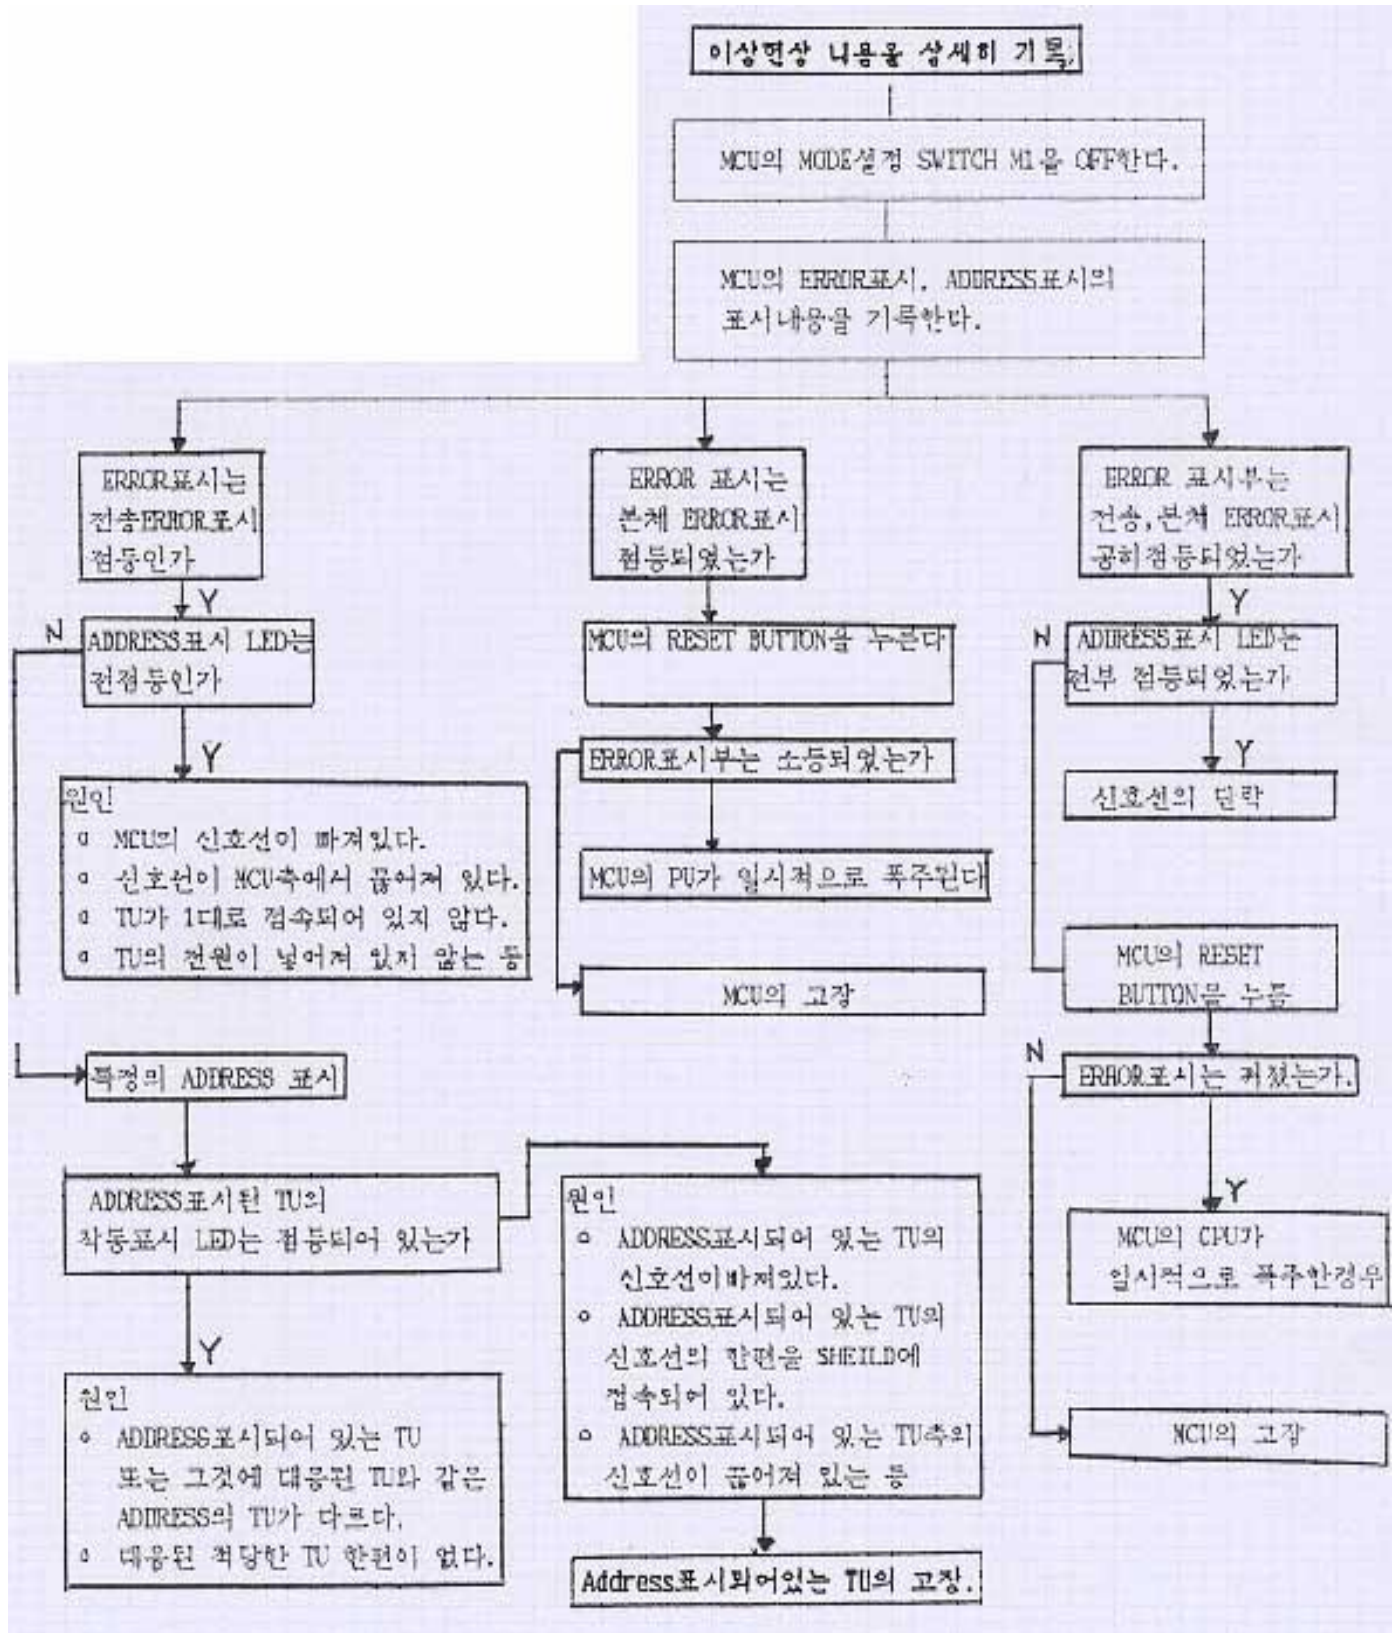 이상현상 내용을 상세히 기록.
MCU의 MODE설정 SWITCH M1을 OFF한다.
MCU의 ERROR표시, ADDRESS표시의
표시내용을 기록한다.
ERROR표시는
전송ERROR표시
점등인가
Y
N
ADDRESS표시 LED는
전점등인가
Y
원인
o MCU의 신호선이 빠져있다.
o 신호선이 MCU측에서 끊어져 있다.
o TU가 1대로 접속되어 있지 않다.
o TU의 전원이 넣어져 있지 않는 등
특정의 ADDRESS 표시
ADDRESS표시된 TU의
작동표시 LED는 점등되어 있는가
Y
원인
o ADDRESS표시되어 있는 TU
또는 그것에 대응된 TU와 같은
ADDRESS의 TU가 다르다.
o 대응된 적당한 TU 한편이 없다.
ERROR 표시는
본체 ERROR표시
점등되었는가
MCU의 RESET BUTTON을 누른다
ERROR표시부는 소등되었는가
MCU의 PU가 일시적으로 폭주된다
MCU의 고장
원인
o ADDRESS표시되어 있는 TU의
신호선이빠져있다.
o ADDRESS표시되어 있는 TU의
신호선의 한편을 SHEILD에
접속되어 있다.
o ADDRESS표시되어 있는 TU측의
신호선이 끊어져 있는 등
Address표시되어있는 TU의 고장.
ERROR 표시부는
전송,본체 ERROR표시
공히점등되었는가
Y
N
ADDRESS표시 LED는
전부 점등되었는가
Y
신호선의 단락
MCU의 RESET
BUTTON을 누름
N
ERROR표시는 꺼졌는가.
Y
MCU의 CPU가
일시적으로 폭주한경우
MCU의 고장